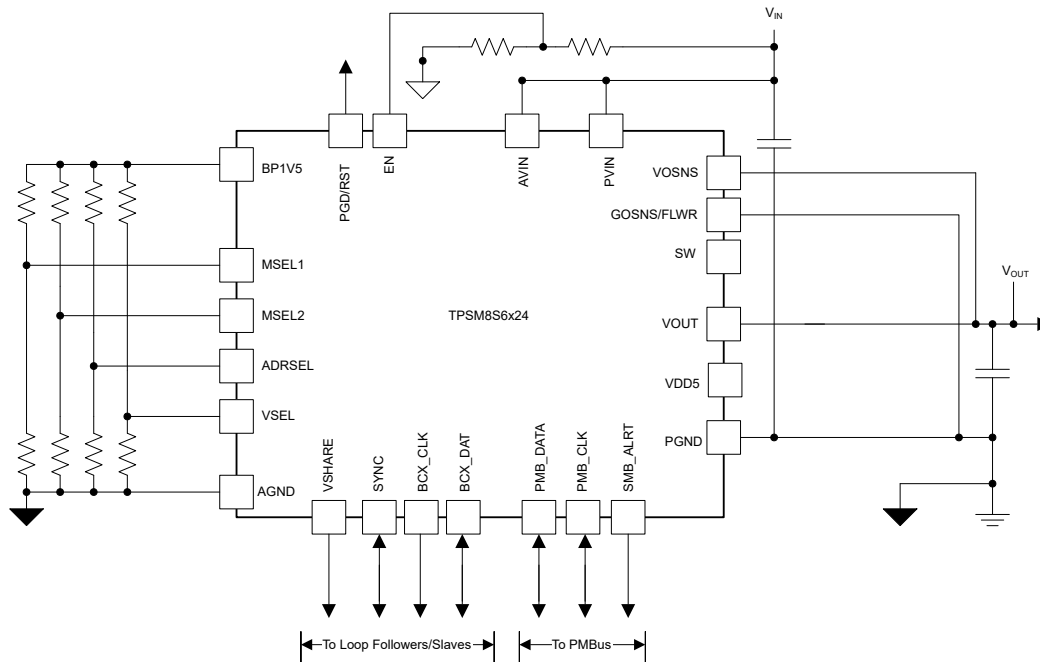 VIN
PGD/RST
EN
AVIN
PVIN
BP1V5
VOSNS
GOSNS/FLWR
SW
MSEL1
MSEL2
TPSM8S6x24
VOUT
VOUT
ADRSEL
VDD5
VSEL
PGND
AGND
VSHARE
SYNC
BCX_CLK
BCX_DAT
PMB_DATA
PMB_CLK
SMB_ALRT
To Loop Followers/Slaves
To PMBus